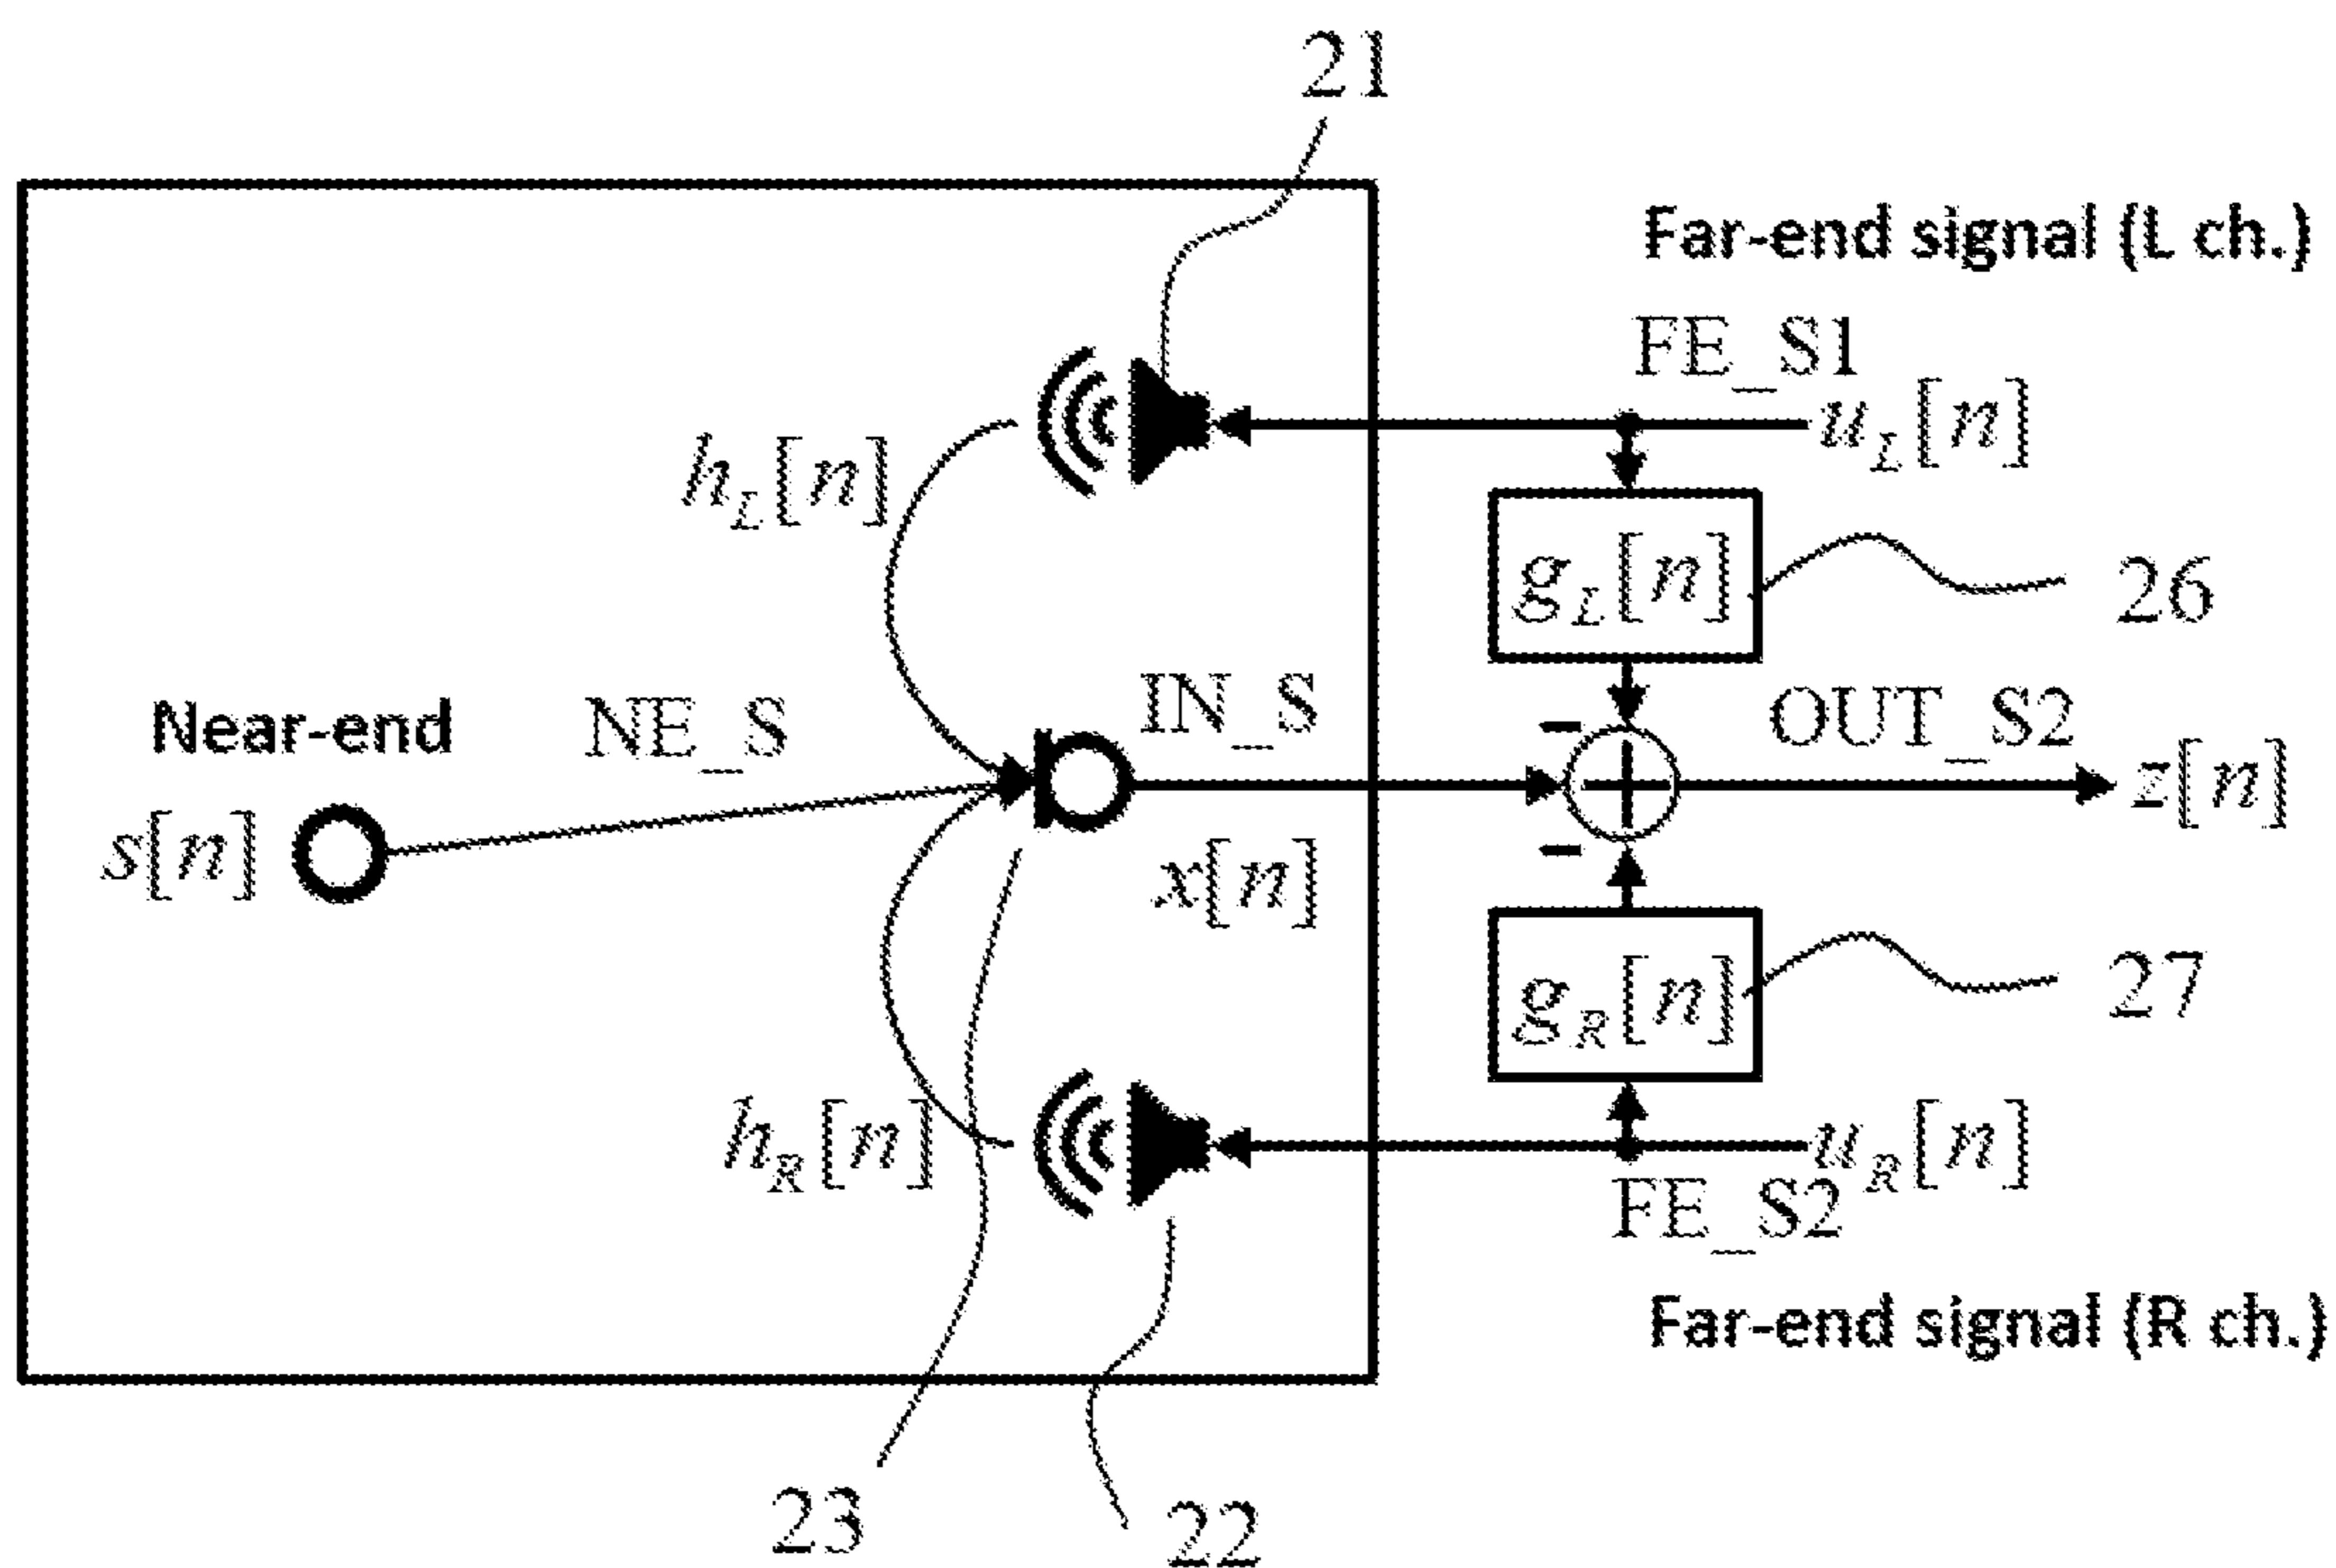 21
Far-end signal (L ch.)
FE_S1
u_L[n]
h_L[n]
g_L[n]
26
Near-end
NE_S
IN_S
OUT_S2
s[n]
x[n]
z[n]
g_R[n]
27
h_R[n]
u_R[n]
FE_S2
Far-end signal (R ch.)
23
22